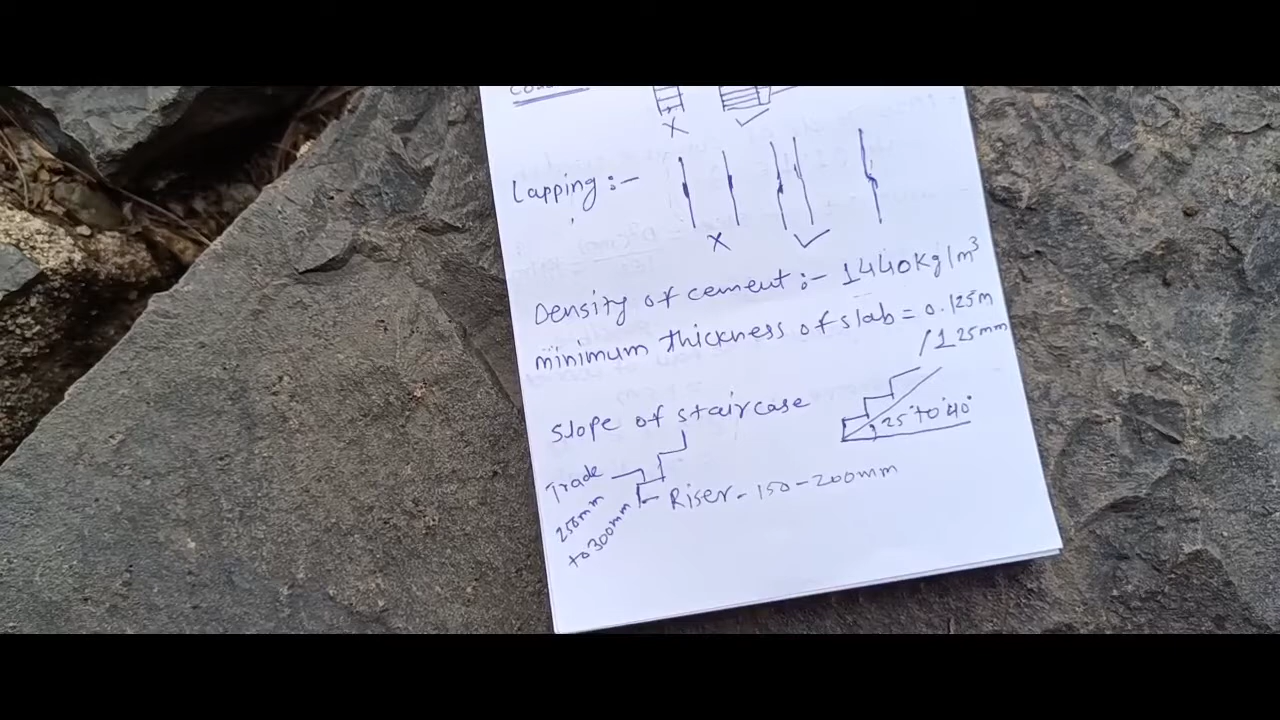 Lapping :-
Density of cement :- 1440Kg/m³
minimum thickness of slab = 0.125m
/125mm
Slope of staircase
25° to 40°
Trade
250mm
to 300mm
Riser - 150-200mm